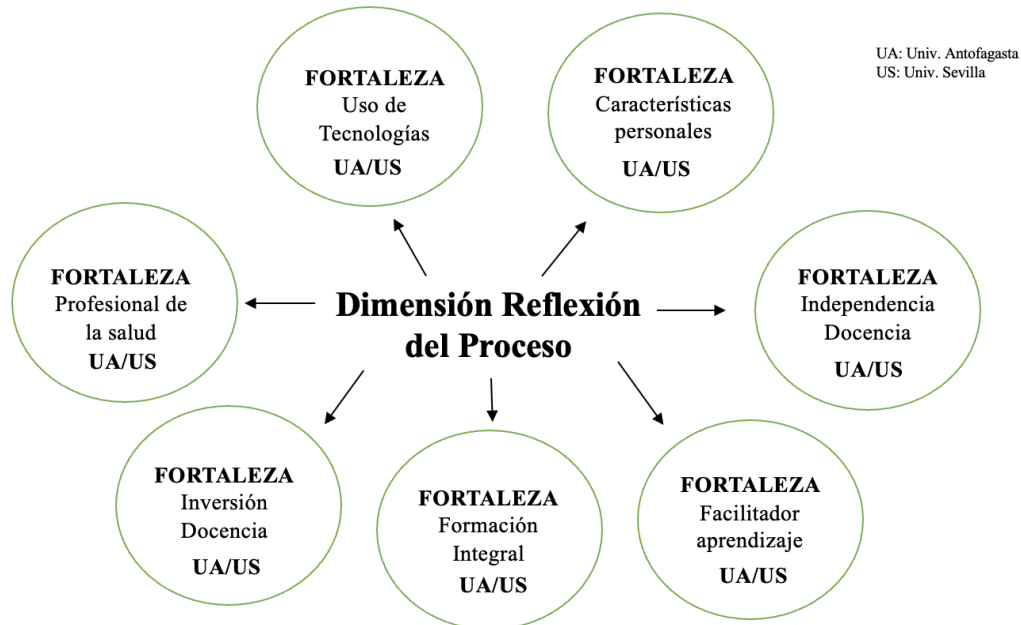 UA: Univ. Antofagasta
US: Univ. Sevilla
FORTALEZA
Uso de
Tecnologías
UA/US
FORTALEZA
Característicias
personales
UA/US
FORTALEZA
Profesional de
la salud
UA/US
Dimensión Reflexión
del Proceso
FORTALEZA
Independencia
Docencia
UA/US
FORTALEZA
Inversión
Docencia
UA/US
FORTALEZA
Formación
Integral
UA/US
FORTALEZA
Facilitador
aprendizaje
UA/US